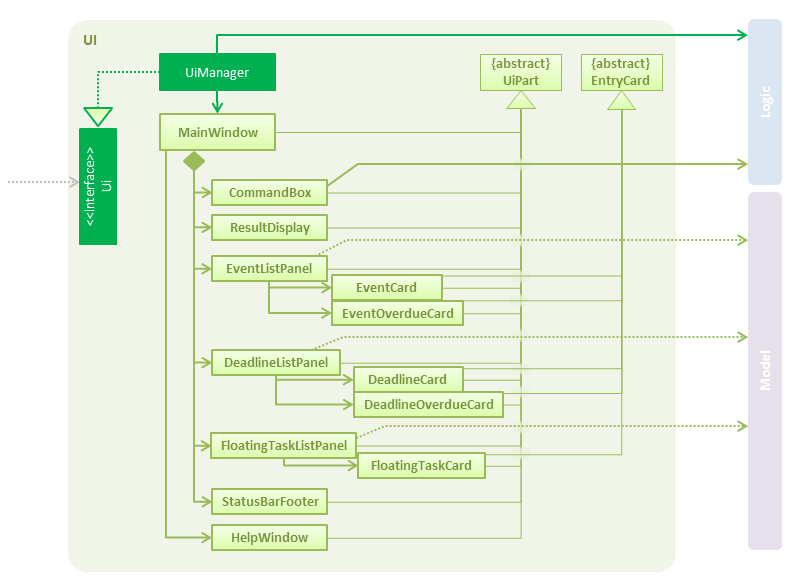 UI
UiManager
{abstract}
UiPart
{abstract}
EntryCard
Logic
MainWindow
<<interface>>
Ui
CommandBox
ResultDisplay
EventListPanel
EventCard
EventOverdueCard
DeadlineListPanel
DeadlineCard
DeadlineOverdueCard
Model
FloatingTaskListPanel
FloatingTaskCard
StatusBarFooter
HelpWindow